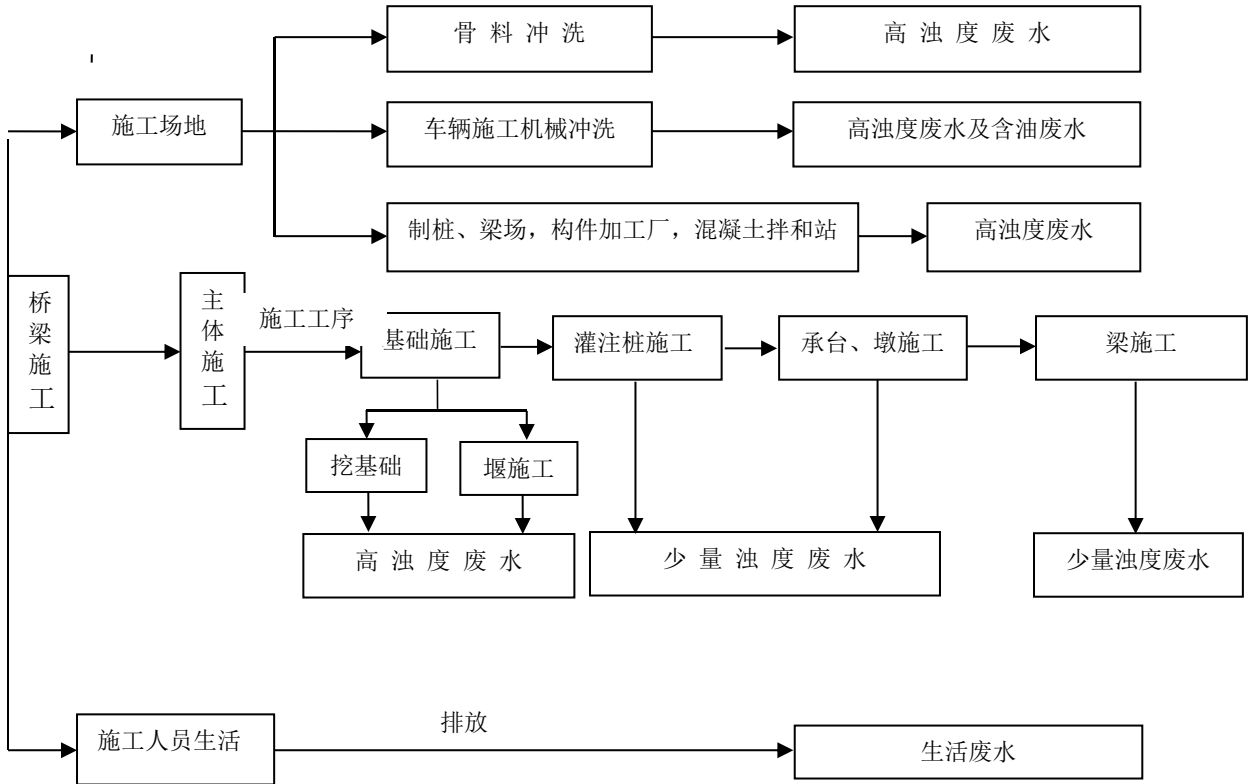 骨 料 冲 洗
高 浊 度 废 水
施工场地
车辆施工机械冲洗
高浊度废水及含油废水
制桩、梁场，构件加工厂，混凝土拌和站
高浊度废水
桥梁施工
主体施工
施工工序
基础施工
灌注桩施工
承台、墩施工
梁施工
挖基础
堰施工
高 浊 度 废 水
少 量 浊 度 废 水
少量浊度废水
施工人员生活
排放
生活废水